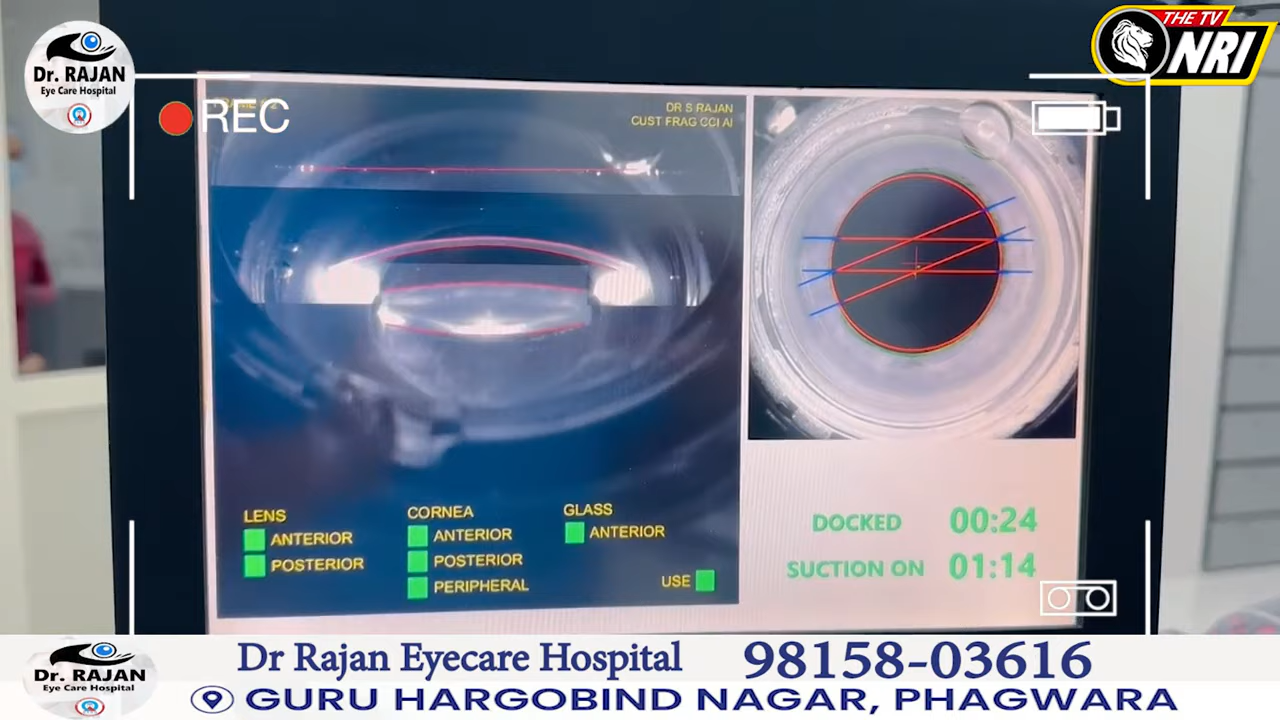 Dr. RAJAN
Eye Care Hospital
THE TV
NRI
REC
DR S RAJAN
CUST FRAG CCI AI
LENS
ANTERIOR
POSTERIOR
CORNEA
ANTERIOR
POSTERIOR
PERIPHERAL
GLASS
ANTERIOR
USE
DOCKED 00:24
SUCTION ON 01:14
Dr. RAJAN
Eye Care Hospital
Dr Rajan Eyecare Hospital 98158-03616
GURU HARGOBIND NAGAR, PHAGWARA